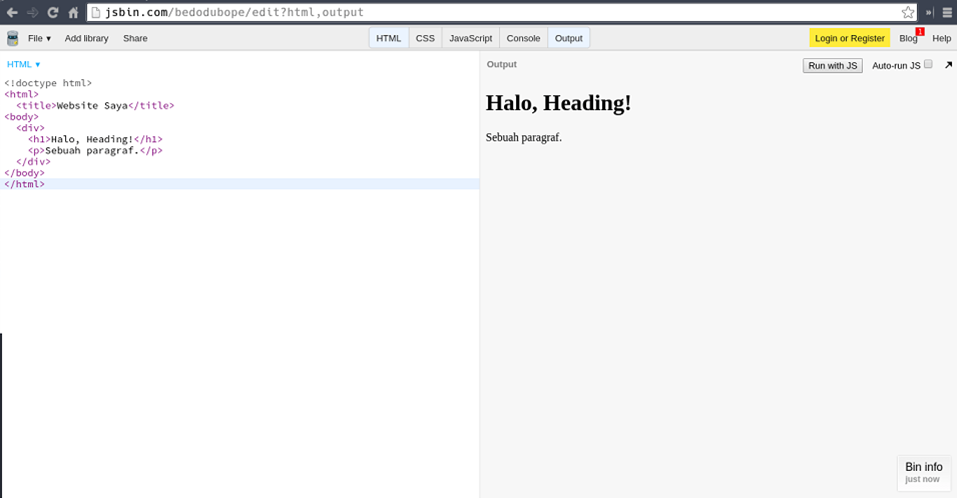 jsbin.com/bedodubope/edit?html,output
File ▾ Add library Share HTML CSS JavaScript Console Output Login or Register Blog 1 Help
HTML ▾
<!doctype html>
<html>
  <title>Website Saya</title>
<body>
  <div>
    <h1>Halo, Heading!</h1>
    <p>Sebuah paragraf.</p>
  </div>
</body>
</html>
Output Run with JS Auto-run JS
Halo, Heading!
Sebuah paragraf.
Bin info
just now